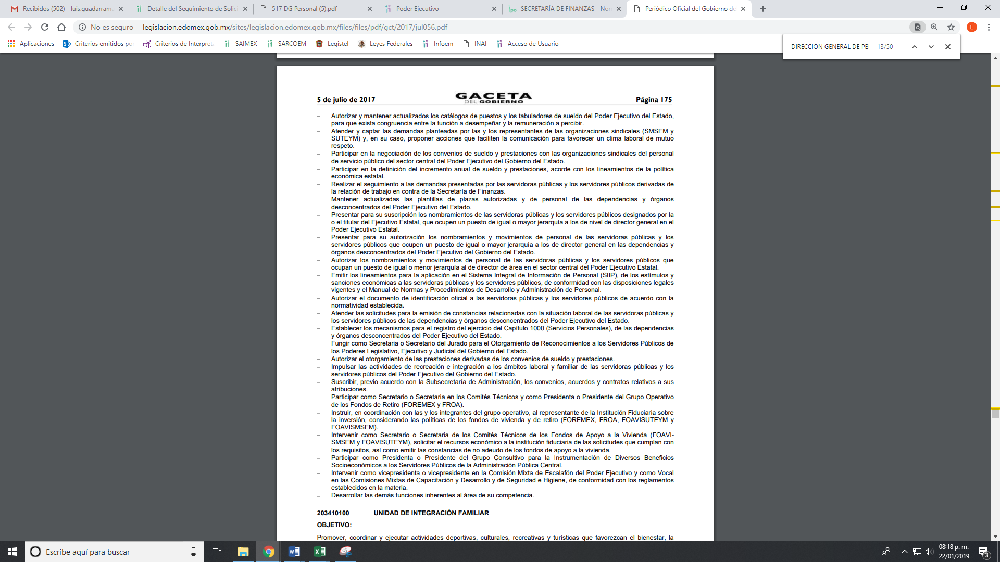 Recibidos (502) - luis.guadarrama
Detalle del Seguimiento de Solici
517 DG Personal (5).pdf
Poder Ejecutivo
SECRETARÍA DE FINANZAS - Nor
Periódico Oficial del Gobierno de
No es seguro | legislacion.edomex.gob.mx/sites/legislacion.edomex.gob.mx/files/files/pdf/gct/2017/jul056.pdf
L
Aplicaciones
Criterios emitidos po
Criterios de Interpret
SAIMEX
SARCOEM
Legistel
Leyes Federales
Infoem
INAI
Acceso de Usuario
DIRECCION GENERAL DE PE 13/50
5 de julio de 2017 GACETA DEL GOBIERNO Página 175
– Autorizar y mantener actualizados los catálogos de puestos y los tabuladores de sueldo del Poder Ejecutivo del Estado,
para que exista congruencia entre la función a desempeñar y la remuneración a percibir.
– Atender y captar las demandas planteadas por las y los representantes de las organizaciones sindicales (SMSEM y
SUTEYM) y, en su caso, proponer acciones que faciliten la comunicación para favorecer un clima laboral de mutuo
respeto.
– Participar en la negociación de los convenios de sueldo y prestaciones con las organizaciones sindicales del personal
de servicio público del sector central del Poder Ejecutivo del Gobierno del Estado.
– Participar en la definición del incremento anual de sueldo y prestaciones, acorde con los lineamientos de la política
económica estatal.
– Realizar el seguimiento a las demandas presentadas por las servidoras públicas y los servidores públicos derivadas de
la relación de trabajo en contra de la Secretaría de Finanzas.
– Mantener actualizadas las plantillas de plazas autorizadas y de personal de las dependencias y órganos
desconcentrados del Poder Ejecutivo del Estado.
– Presentar para su suscripción los nombramientos de las servidoras públicas y los servidores públicos designados por la
o el titular del Ejecutivo Estatal, que ocupen un puesto de igual o mayor jerarquía a los de nivel de director general en el
Poder Ejecutivo Estatal.
– Presentar para su autorización los nombramientos y movimientos de personal de las servidoras públicas y los
servidores públicos que ocupen un puesto de igual o mayor jerarquía a los de director general en las dependencias y
órganos desconcentrados del Poder Ejecutivo del Gobierno del Estado.
– Autorizar los nombramientos y movimientos de personal de las servidoras públicas y los servidores públicos que
ocupan un puesto de igual o menor jerarquía al de director de área en el sector central del Poder Ejecutivo Estatal.
– Emitir los lineamientos para la aplicación en el Sistema Integral de Información de Personal (SIIP), de los estímulos y
sanciones económicas a las servidoras públicas y los servidores públicos, de conformidad con las disposiciones legales
vigentes y el Manual de Normas y Procedimientos de Desarrollo y Administración de Personal.
– Autorizar el documento de identificación oficial a las servidoras públicas y los servidores públicos de acuerdo con la
normatividad establecida.
– Atender las solicitudes para la emisión de constancias relacionadas con la situación laboral de las servidoras públicas y
los servidores públicos de las dependencias y órganos desconcentrados del Poder Ejecutivo del Estado.
– Establecer los mecanismos para el registro del ejercicio del Capítulo 1000 (Servicios Personales), de las dependencias
y órganos desconcentrados del Poder Ejecutivo del Estado.
– Fungir como Secretaria o Secretario del Jurado para el Otorgamiento de Reconocimientos a los Servidores Públicos de
los Poderes Legislativo, Ejecutivo y Judicial del Gobierno del Estado.
– Autorizar el otorgamiento de las prestaciones derivadas de los convenios de sueldo y prestaciones.
– Impulsar las actividades de recreación e integración a los ámbitos laboral y familiar de las servidoras públicas y los
servidores públicos del Poder Ejecutivo del Gobierno del Estado.
– Suscribir, previo acuerdo con la Subsecretaría de Administración, los convenios, acuerdos y contratos relativos a sus
atribuciones.
– Participar como Secretario o Secretaria en los Comités Técnicos y como Presidenta o Presidente del Grupo Operativo
de los Fondos de Retiro (FOREMEX y FROA).
– Instruir, en coordinación con las y los integrantes del grupo operativo, al representante de la Institución Fiduciaria sobre
la inversión, considerando las políticas de los fondos de vivienda y de retiro (FOREMEX, FROA, FOAVISUTEYM y
FOAVISMSEM).
– Intervenir como Secretario o Secretaria de los Comités Técnicos de los Fondos de Apoyo a la Vivienda (FOAVI-
SMSEM y FOAVISUTEYM), solicitar el recursos económico a la institución fiduciaria de las solicitudes que cumplan con
los requisitos, así como emitir las constancias de no adeudo de los fondos de apoyo a la vivienda.
– Participar como Presidenta o Presidente del Grupo Consultivo para la Instrumentación de Diversos Beneficios
Socioeconómicos a los Servidores Públicos de la Administración Pública Central.
– Intervenir como vicepresidenta o vicepresidente en la Comisión Mixta de Escalafón del Poder Ejecutivo y como Vocal
en las Comisiones Mixtas de Capacitación y Desarrollo y de Seguridad e Higiene, de conformidad con los reglamentos
establecidos en la materia.
– Desarrollar las demás funciones inherentes al área de su competencia.
203410100 UNIDAD DE INTEGRACIÓN FAMILIAR
OBJETIVO:
Promover, coordinar y ejecutar actividades deportivas, culturales, recreativas y turísticas que favorezcan el bienestar, la
Escribe aquí para buscar
08:18 p. m.
22/01/2019
3